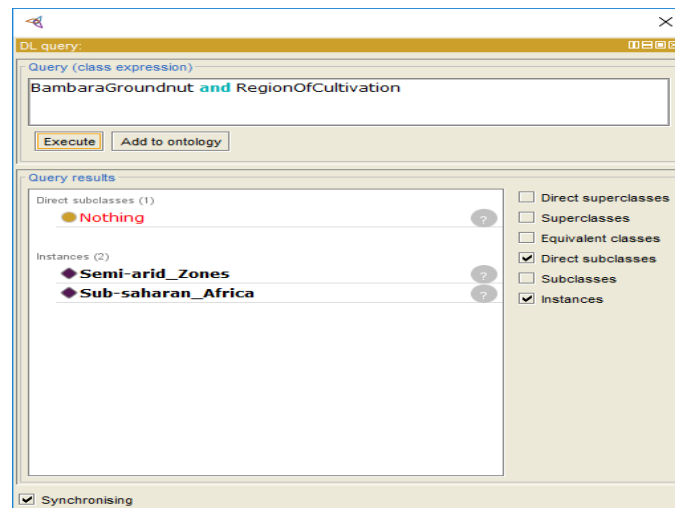 DL query:
Query (class expression)
BambaraGroundnut and RegionOfCultivation
Execute Add to ontology
Query results
Direct subclasses (1)
Nothing ?
Instances (2)
Semi-arid_Zones ?
Sub-saharan_Africa ?
Direct superclasses
Superclasses
Equivalent classes
Direct subclasses
Subclasses
Instances
Synchronising